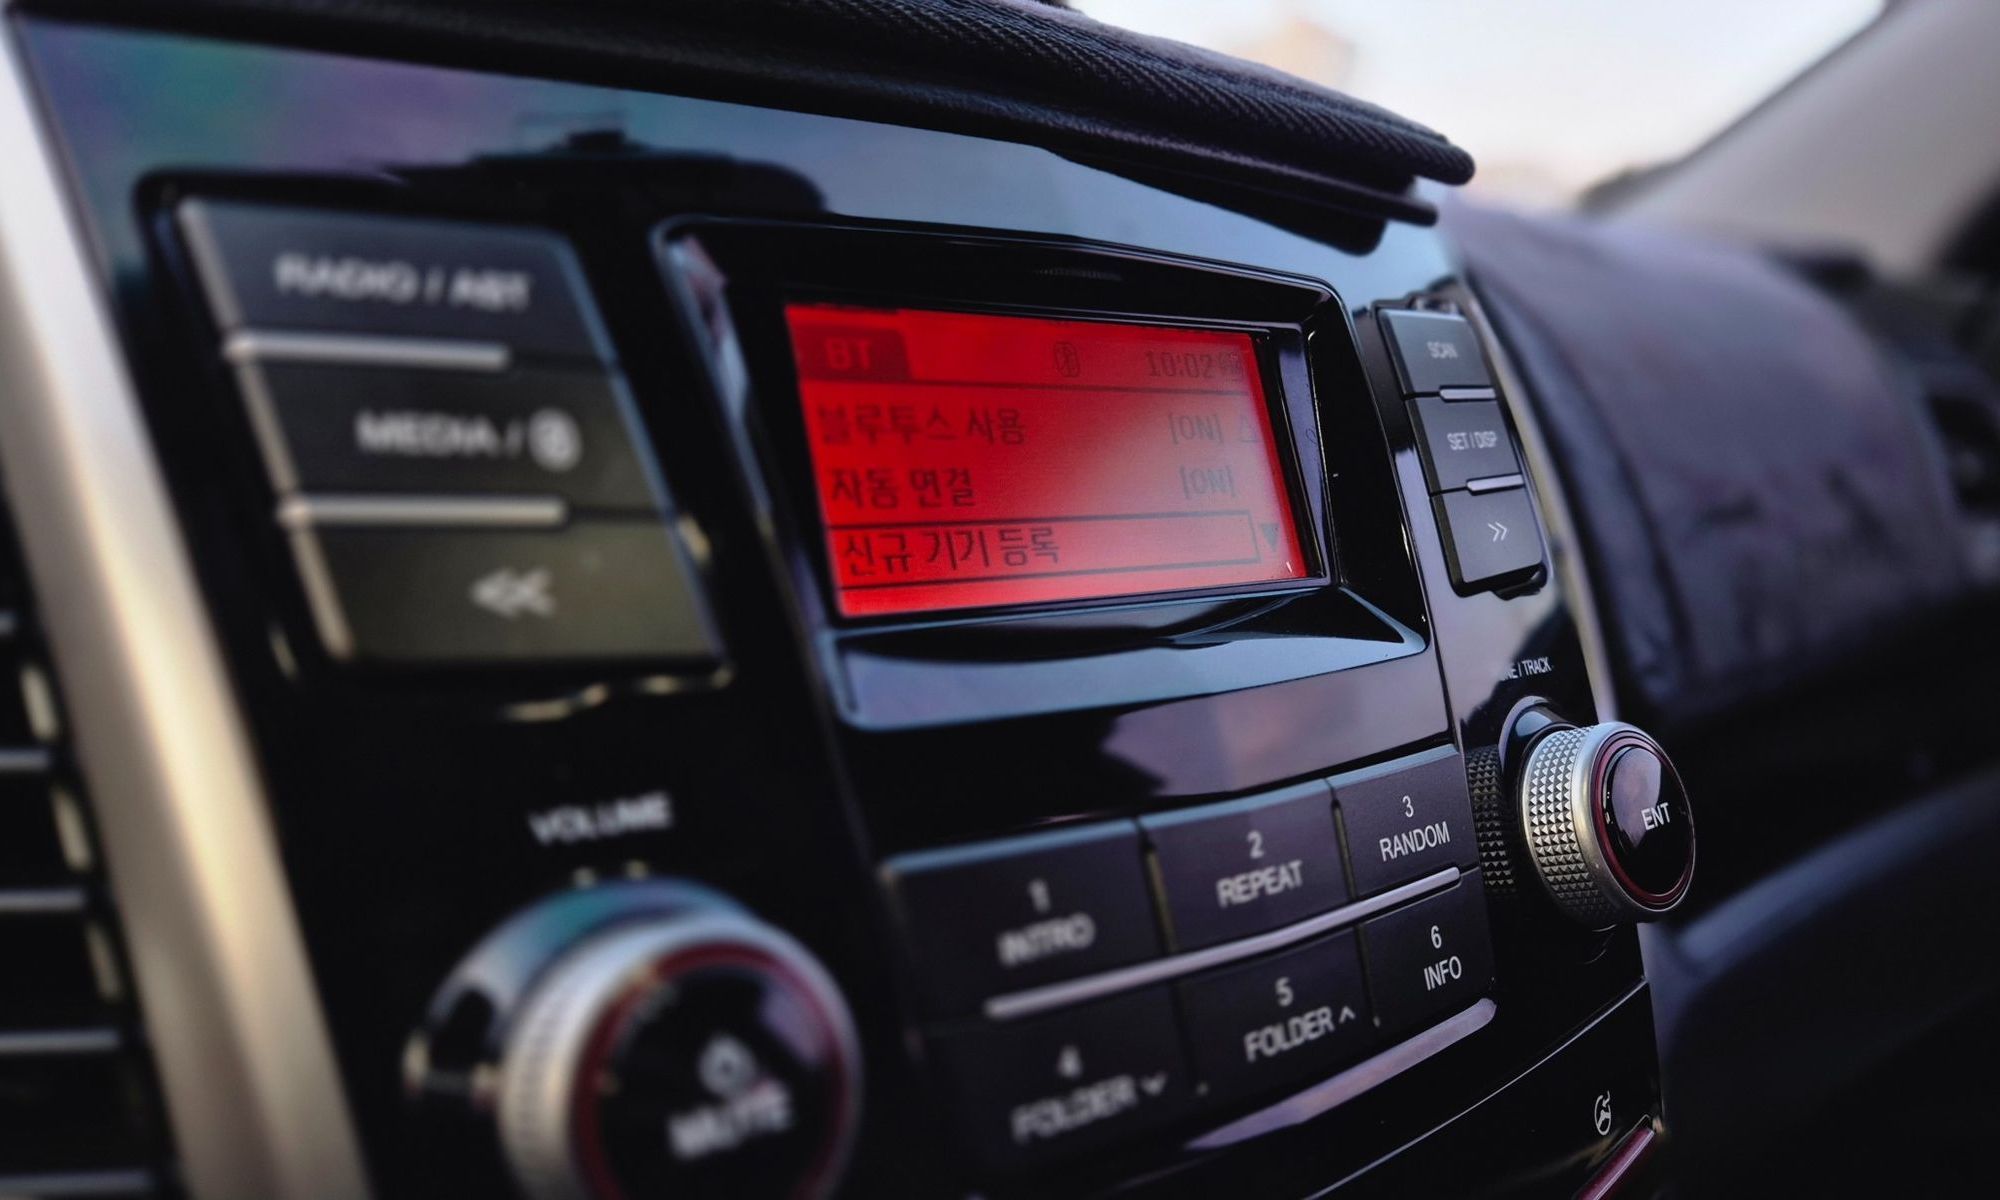 RADIO / AST
MEDIA /
VOLUME
MUTE
BT 10:02
블루투스 사용 [ON]
자동 연결 [ON]
신규 기기 등록
1
INTRO
2
REPEAT
3
RANDOM
4
FOLDER
5
FOLDER ^
6
INFO
SCAN
SET / DISP
/ TRACK
ENT